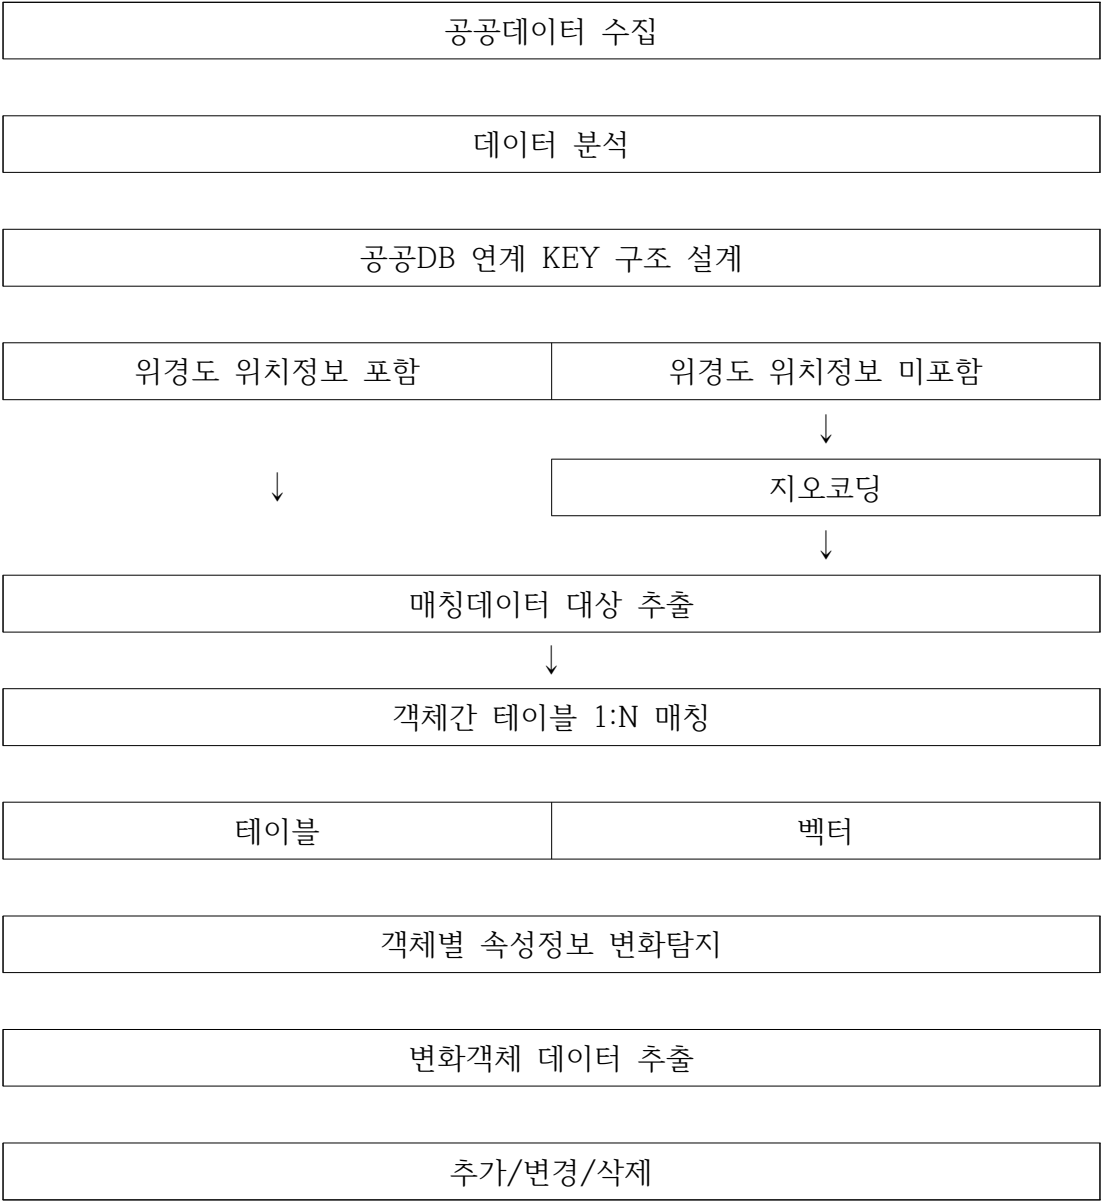 공공데이터 수집
데이터 분석
공공DB 연계 KEY 구조 설계
위경도 위치정보 포함
위경도 위치정보 미포함
↓
↓
지오코딩
↓
매칭데이터 대상 추출
↓
객체간 테이블 1:N 매칭
테이블
벡터
객체별 속성정보 변화탐지
변화객체 데이터 추출
추가/변경/삭제